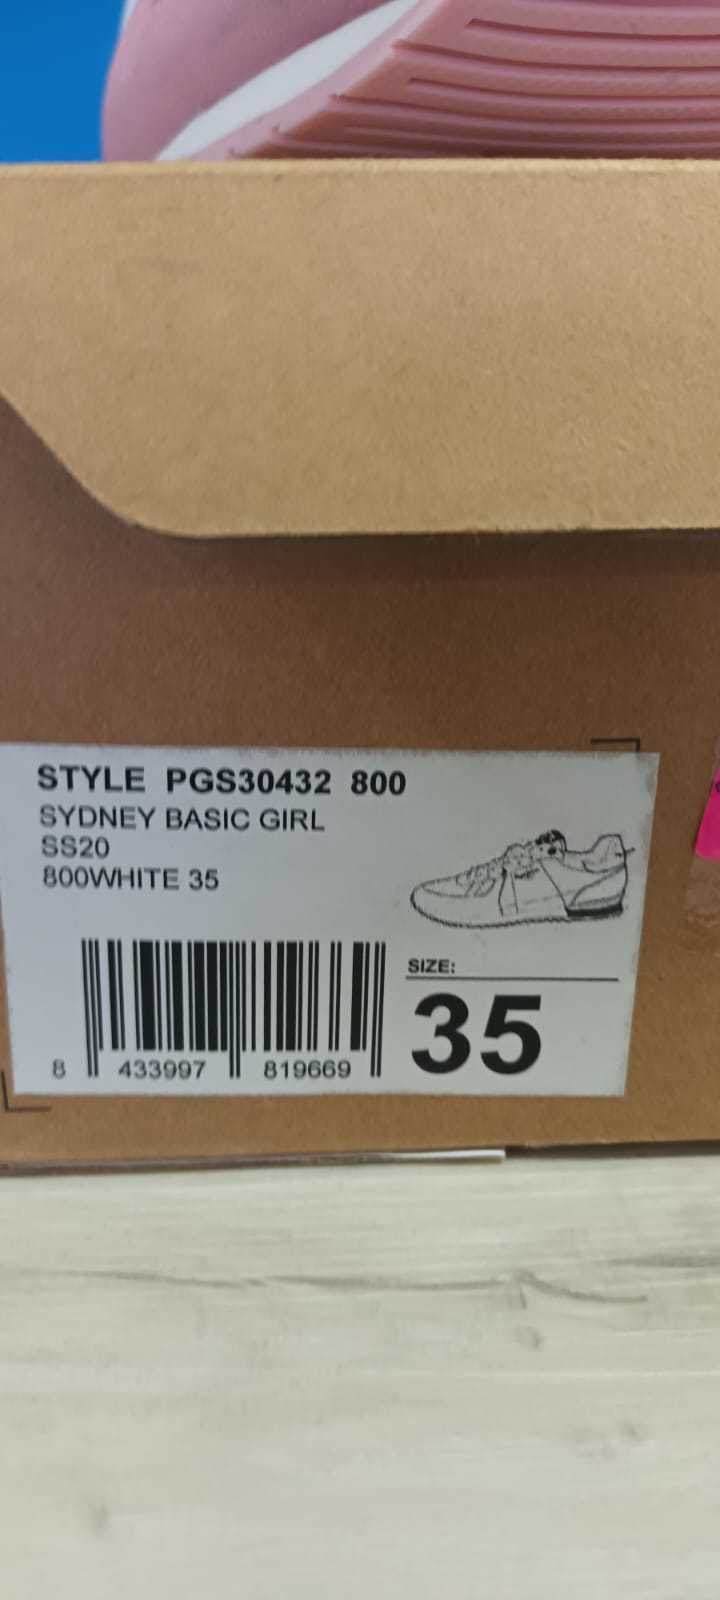 STYLE PGS30432 800
SYDNEY BASIC GIRL
SS20
800WHITE 35
SIZE:
35
8 433997 819669